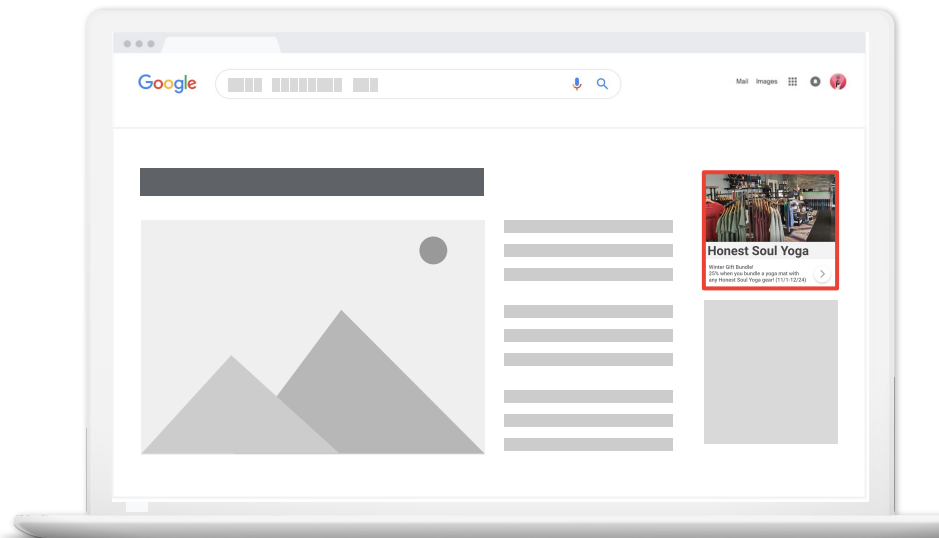 Google
Mail Images
Honest Soul Yoga
Winter Gift Bundle!
25% when you bundle a yoga mat with
any Honest Soul Yoga gear! (11/1-12/24)